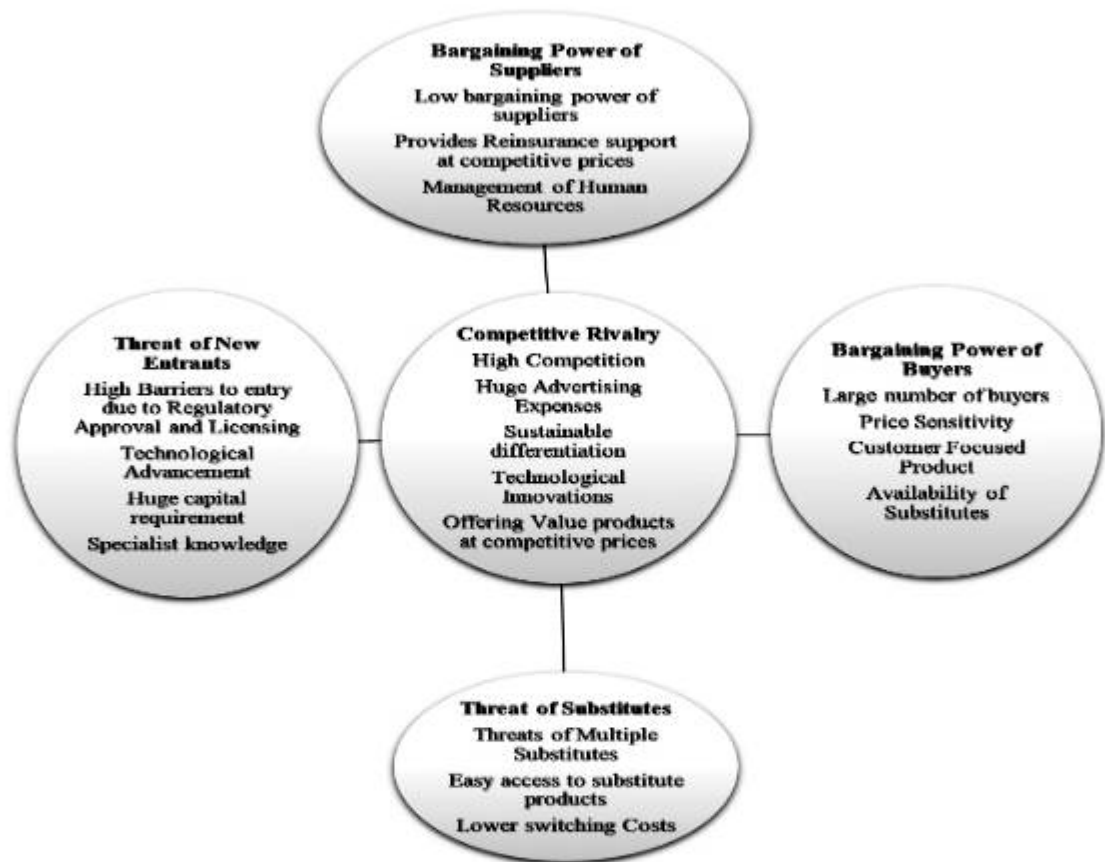 Bargaining Power of
Suppliers
Low bargaining power of
suppliers
Provides Reinsurance support
at competitive prices
Management of Human
Resources
Threat of New
Entrants
High Barriers to entry
due to Regulatory
Approval and Licensing
Technological
Advancement
Huge capital
requirement
Specialist knowledge
Competitive Rivalry
High Competition
Huge Advertising
Expenses
Sustainable
differentiation
Technological
Innovations
Offering Value products
at competitive prices
Bargaining Power of
Buyers
Large number of buyers
Price Sensitivity
Customer Focused
Product
Availability of
Substitutes
Threat of Substitutes
Threats of Multiple
Substitutes
Easy access to substitute
products
Lower switching Costs